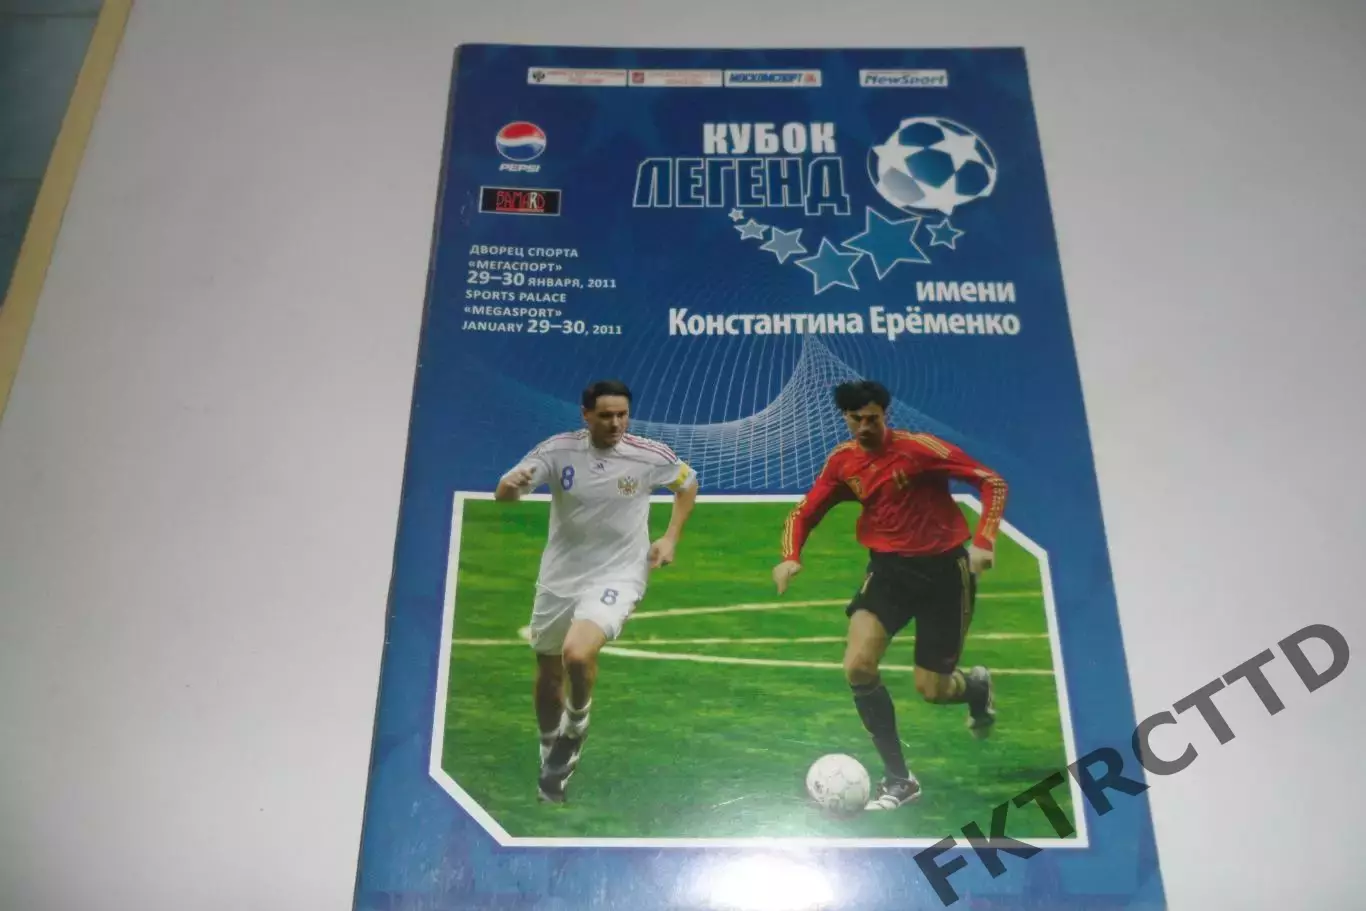 МОСКОМСПОРТ
NewSport
PEPSI
КУБОК
ЛЕГЕНД
имени
Константина Ерёменко
ДВОРЕЦ СПОРТА
«МЕГАСПОРТ»
29–30 ЯНВАРЯ, 2011
SPORTS PALACE
«MEGASPORT»
JANUARY 29–30, 2011
8
8
11
FKTRCTTD